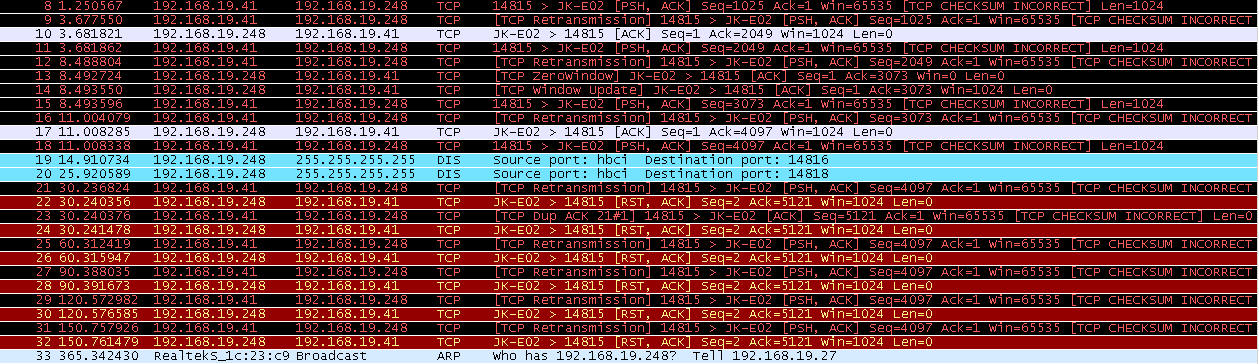 8 1.250567 192.168.19.41 192.168.19.248 TCP 14815 > JK-E02 [PSH, ACK] Seq=1025 Ack=1 Win=65535 [TCP CHECKSUM INCORRECT] Len=1024
9 3.677550 192.168.19.41 192.168.19.248 TCP [TCP Retransmission] 14815 > JK-E02 [PSH, ACK] Seq=1025 Ack=1 Win=65535 [TCP CHECKSUM INCORRECT
10 3.681821 192.168.19.248 192.168.19.41 TCP JK-E02 > 14815 [ACK] Seq=1 Ack=2049 Win=1024 Len=0
11 3.681862 192.168.19.41 192.168.19.248 TCP 14815 > JK-E02 [PSH, ACK] Seq=2049 Ack=1 Win=65535 [TCP CHECKSUM INCORRECT] Len=1024
12 8.488804 192.168.19.41 192.168.19.248 TCP [TCP Retransmission] 14815 > JK-E02 [PSH, ACK] Seq=2049 Ack=1 Win=65535 [TCP CHECKSUM INCORRECT
13 8.492724 192.168.19.248 192.168.19.41 TCP [TCP ZeroWindow] JK-E02 > 14815 [ACK] Seq=1 Ack=3073 Win=0 Len=0
14 8.493550 192.168.19.248 192.168.19.41 TCP [TCP Window Update] JK-E02 > 14815 [ACK] Seq=1 Ack=3073 Win=1024 Len=0
15 8.493596 192.168.19.41 192.168.19.248 TCP 14815 > JK-E02 [PSH, ACK] Seq=3073 Ack=1 Win=65535 [TCP CHECKSUM INCORRECT] Len=1024
16 11.004079 192.168.19.41 192.168.19.248 TCP [TCP Retransmission] 14815 > JK-E02 [PSH, ACK] Seq=3073 Ack=1 Win=65535 [TCP CHECKSUM INCORRECT
17 11.008285 192.168.19.248 192.168.19.41 TCP JK-E02 > 14815 [ACK] Seq=1 Ack=4097 Win=1024 Len=0
18 11.008338 192.168.19.41 192.168.19.248 TCP 14815 > JK-E02 [PSH, ACK] Seq=4097 Ack=1 Win=65535 [TCP CHECKSUM INCORRECT] Len=1024
19 14.910734 192.168.19.248 255.255.255.255 DIS Source port: hbci Destination port: 14816
20 25.920589 192.168.19.248 255.255.255.255 DIS Source port: hbci Destination port: 14818
21 30.236824 192.168.19.41 192.168.19.248 TCP [TCP Retransmission] 14815 > JK-E02 [PSH, ACK] Seq=4097 Ack=1 Win=65535 [TCP CHECKSUM INCORRECT
22 30.240356 192.168.19.248 192.168.19.41 TCP JK-E02 > 14815 [RST, ACK] Seq=2 Ack=5121 Win=1024 Len=0
23 30.240376 192.168.19.41 192.168.19.248 TCP [TCP Dup ACK 21#1] 14815 > JK-E02 [ACK] Seq=5121 Ack=1 Win=65535 [TCP CHECKSUM INCORRECT] Len=0
24 30.241478 192.168.19.248 192.168.19.41 TCP JK-E02 > 14815 [RST, ACK] Seq=2 Ack=5121 Win=1024 Len=0
25 60.312419 192.168.19.41 192.168.19.248 TCP [TCP Retransmission] 14815 > JK-E02 [PSH, ACK] Seq=4097 Ack=1 Win=65535 [TCP CHECKSUM INCORRECT
26 60.315947 192.168.19.248 192.168.19.41 TCP JK-E02 > 14815 [RST, ACK] Seq=2 Ack=5121 Win=1024 Len=0
27 90.388035 192.168.19.41 192.168.19.248 TCP [TCP Retransmission] 14815 > JK-E02 [PSH, ACK] Seq=4097 Ack=1 Win=65535 [TCP CHECKSUM INCORRECT
28 90.391673 192.168.19.248 192.168.19.41 TCP JK-E02 > 14815 [RST, ACK] Seq=2 Ack=5121 Win=1024 Len=0
29 120.572982 192.168.19.41 192.168.19.248 TCP [TCP Retransmission] 14815 > JK-E02 [PSH, ACK] Seq=4097 Ack=1 Win=65535 [TCP CHECKSUM INCORRECT
30 120.576585 192.168.19.248 192.168.19.41 TCP JK-E02 > 14815 [RST, ACK] Seq=2 Ack=5121 Win=1024 Len=0
31 150.757926 192.168.19.41 192.168.19.248 TCP [TCP Retransmission] 14815 > JK-E02 [PSH, ACK] Seq=4097 Ack=1 Win=65535 [TCP CHECKSUM INCORRECT
32 150.761479 192.168.19.248 192.168.19.41 TCP JK-E02 > 14815 [RST, ACK] Seq=2 Ack=5121 Win=1024 Len=0
33 365.342430 RealtekS_1c:23:c9 Broadcast ARP Who has 192.168.19.248? Tell 192.168.19.27